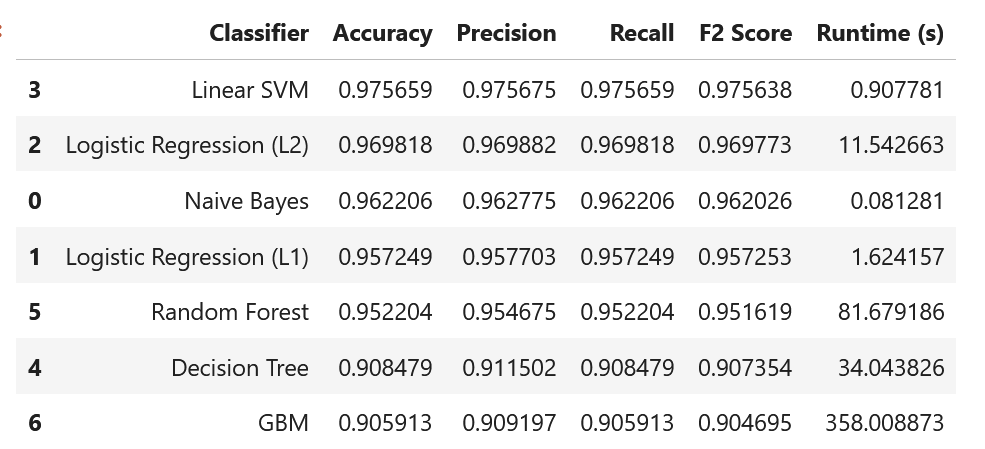 Classifier Accuracy Precision Recall F2 Score Runtime (s)
3 Linear SVM 0.975659 0.975675 0.975659 0.975638 0.907781
2 Logistic Regression (L2) 0.969818 0.969882 0.969818 0.969773 11.542663
0 Naive Bayes 0.962206 0.962775 0.962206 0.962026 0.081281
1 Logistic Regression (L1) 0.957249 0.957703 0.957249 0.957253 1.624157
5 Random Forest 0.952204 0.954675 0.952204 0.951619 81.679186
4 Decision Tree 0.908479 0.911502 0.908479 0.907354 34.043826
6 GBM 0.905913 0.909197 0.905913 0.904695 358.008873